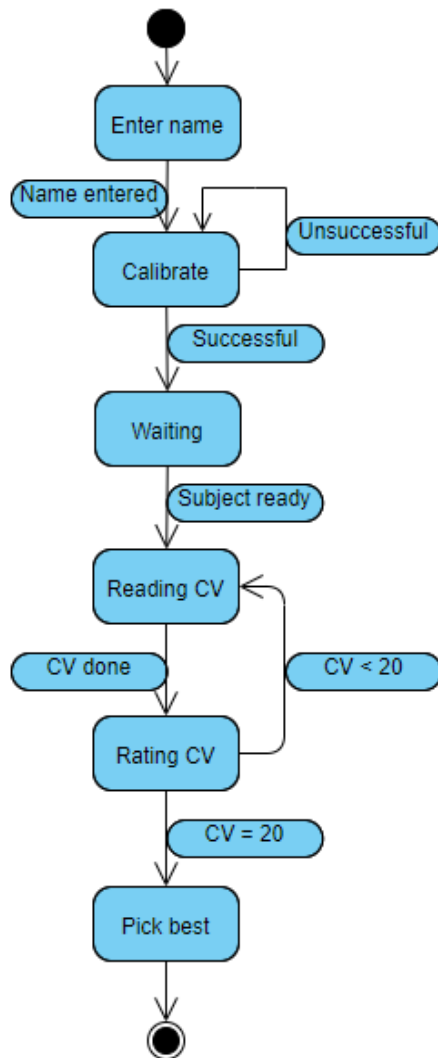 Enter name
Name entered
Unsuccessful
Calibrate
Successful
Waiting
Subject ready
Reading CV
CV done
CV < 20
Rating CV
CV = 20
Pick best